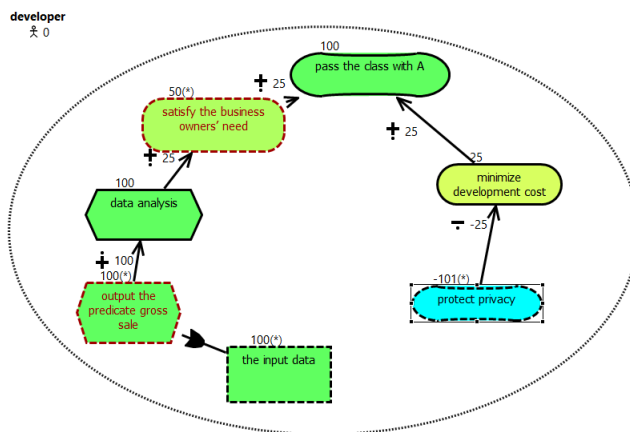 developer
0
100
pass the class with A
25
50(*)
satisfy the business
owners' need
25
25
100
data analysis
25
minimize
development cost
-25
100
100(*)
output the
predicate gross
sale
-101(*)
protect privacy
100(*)
the input data